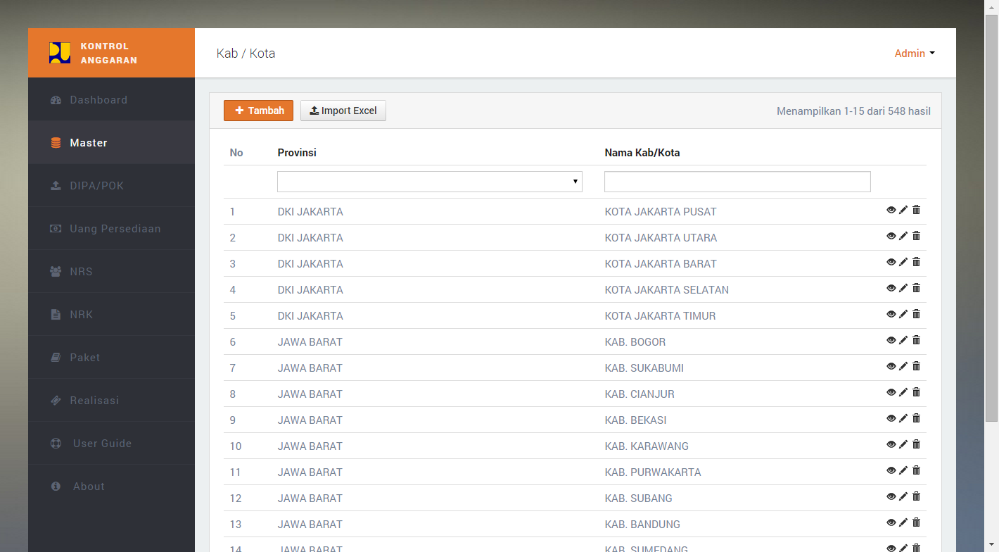 KONTROL
ANGGARAN
Kab / Kota
Admin
Dashboard
Master
DIPA/POK
Uang Persediaan
NRS
NRK
Paket
Realisasi
User Guide
About
Tambah
Import Excel
Menampilkan 1-15 dari 548 hasil
No Provinsi Nama Kab/Kota
1 DKI JAKARTA KOTA JAKARTA PUSAT
2 DKI JAKARTA KOTA JAKARTA UTARA
3 DKI JAKARTA KOTA JAKARTA BARAT
4 DKI JAKARTA KOTA JAKARTA SELATAN
5 DKI JAKARTA KOTA JAKARTA TIMUR
6 JAWA BARAT KAB. BOGOR
7 JAWA BARAT KAB. SUKABUMI
8 JAWA BARAT KAB. CIANJUR
9 JAWA BARAT KAB. BEKASI
10 JAWA BARAT KAB. KARAWANG
11 JAWA BARAT KAB. PURWAKARTA
12 JAWA BARAT KAB. SUBANG
13 JAWA BARAT KAB. BANDUNG
14 JAWA BARAT KAB. SUMEDANG